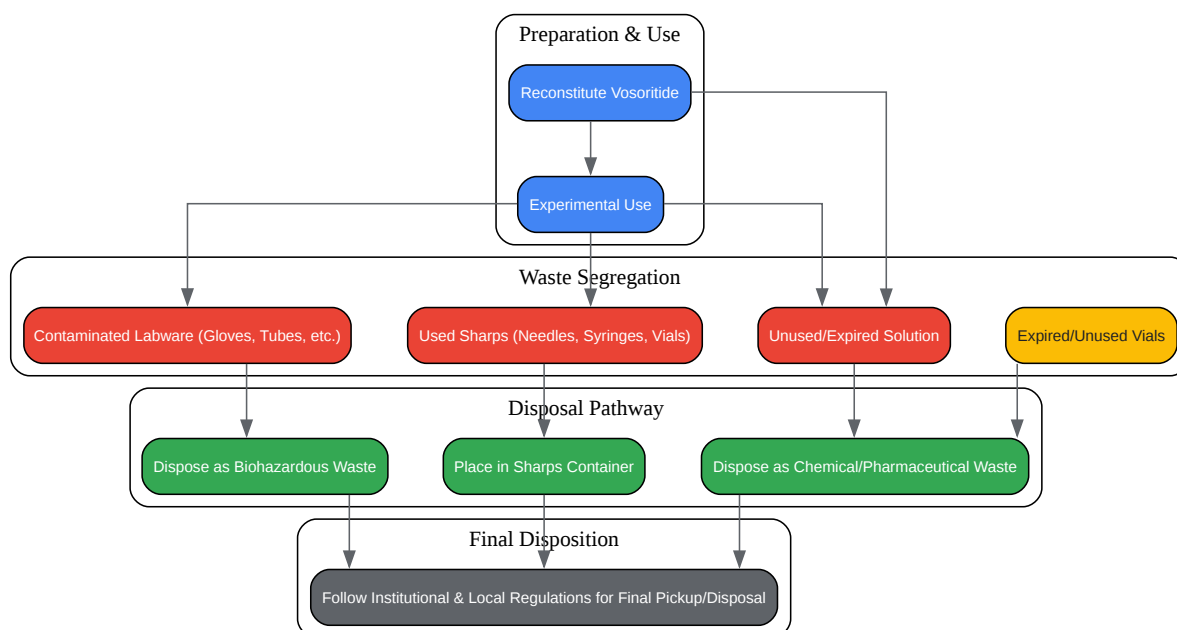 Preparation & Use
Reconstitute Vosoritide
Experimental Use
Waste Segregation
Contaminated Labware (Gloves, Tubes, etc.)
Used Sharps (Needles, Syringes, Vials)
Unused/Expired Solution
Expired/Unused Vials
Disposal Pathway
Dispose as Biohazardous Waste
Place in Sharps Container
Dispose as Chemical/Pharmaceutical Waste
Final Disposition
Follow Institutional & Local Regulations for Final Pickup/Disposal